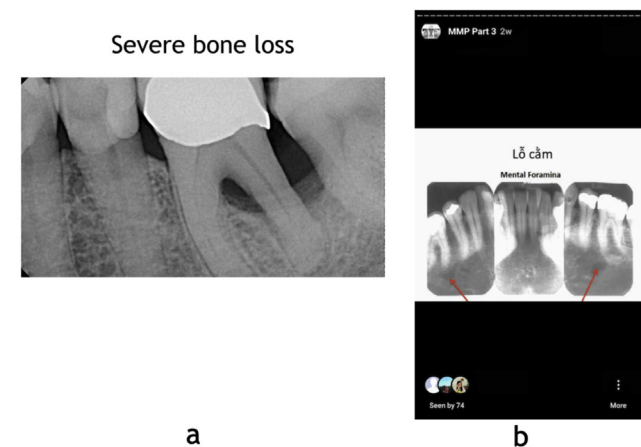 Severe bone loss
MMP Part 3 2w
Lỗ cằm
Mental Foramina
Seen by 74
More
a
b